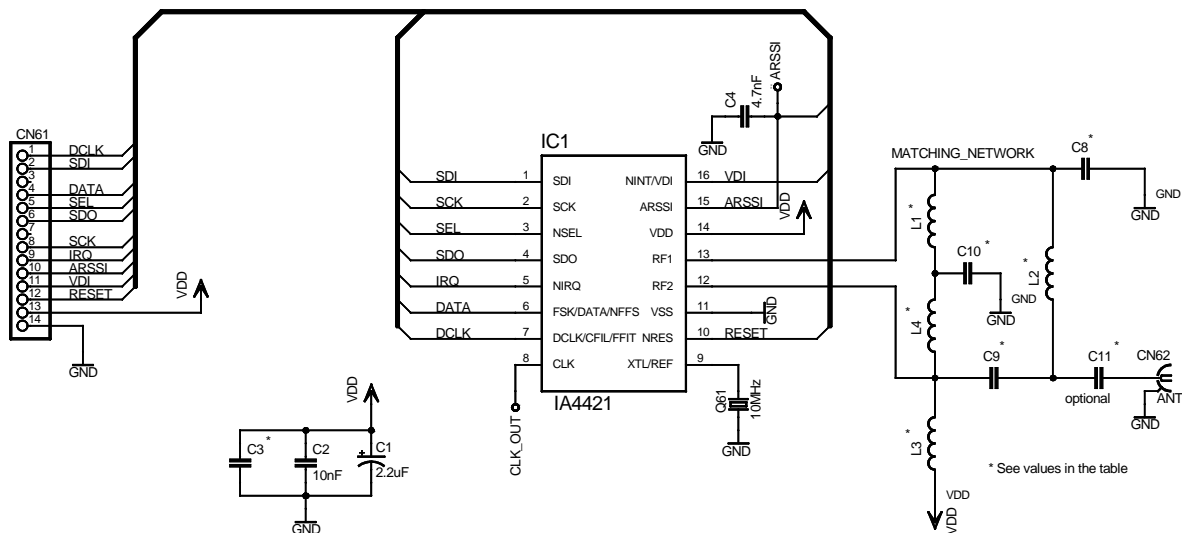 CN61
1 DCLK
2 SDI
3
4 DATA
5 SEL
6 SDO
7
8 SCK
9 IRQ
10 ARSSI
11 VDI
12 RESET
13
14
VDD
GND
IC1
SDI 1 SDI
SCK 2 SCK
SEL 3 NSEL
SDO 4 SDO
IRQ 5 NIRQ
DATA 6 FSK/DATA/NFFS
DCLK 7 DCLK/CFIL/FFIT
8 CLK
NINT/VDI 16 VDI
ARSSI 15 ARSSI
VDD 14
RF1 13
RF2 12
VSS 11
NRES 10 RESET
XTL/REF 9
IA4421
CLK_OUT
C4
4.7nF
ARSSI
GND
VDD
GND
Q61
10MHz
GND
MATCHING_NETWORK
C8 *
GND
GND
L1 *
C10 *
GND
GND
L2 *
L4 *
C9 *
C11 *
optional
CN62
ANT
GND
L3 *
VDD
VDD
* See values in the table
VDD
C3 *
C2
10nF
C1
+
2.2uF
GND